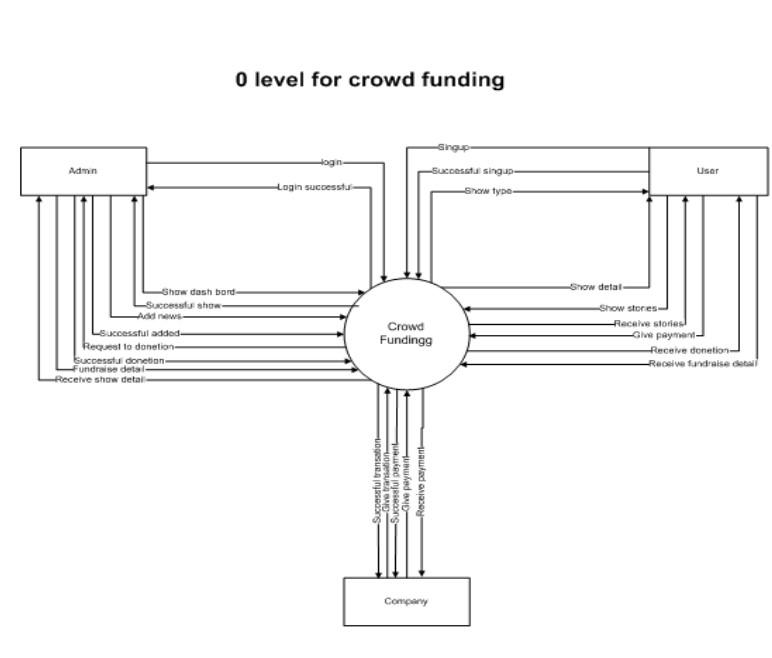 0 level for crowd funding
Admin
User
login
Login successful
Singup
Successful singup
Show type
Show dash bord
Successful show
Add news
Successful added
Request to donetion
Successful donetion
Fundraise detail
Receive show detail
Crowd
Fundingg
Show detail
Show stories
Receive stories
Give payment
Receive donetion
Receive fundraise detail
Successful transation
Give transation
Successful payment
Give payment
Receive payment
Company